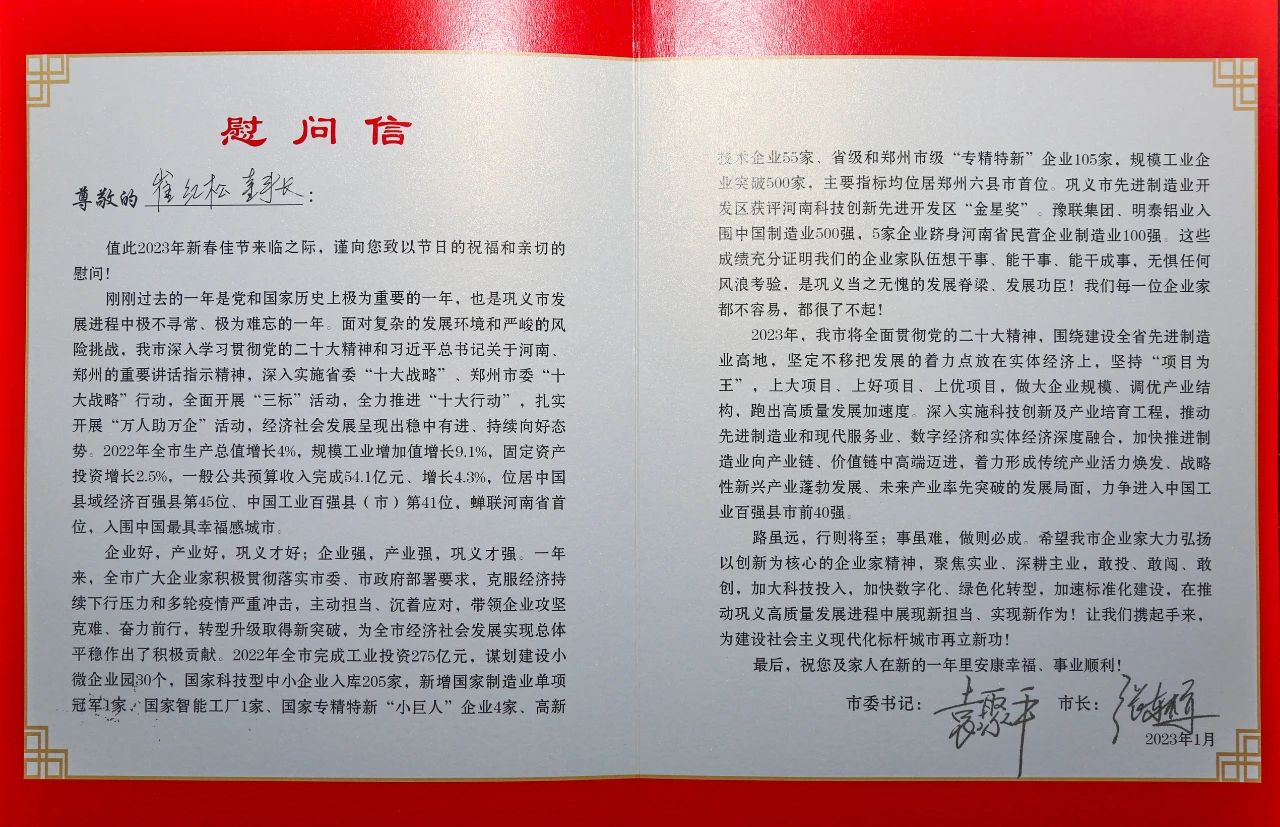 慰问信
尊敬的 崔红松 董事长：
值此2023年新春佳节来临之际，谨向您致以节日的祝福和亲切的
慰问！
刚刚过去的一年是党和国家历史上极为重要的一年，也是巩义市发
展进程中极不寻常、极为难忘的一年。面对复杂的发展环境和严峻的风
险挑战，我市深入学习贯彻党的二十大精神和习近平总书记关于河南、
郑州的重要讲话指示精神，深入实施省委“十大战略”、郑州市委“十
大战略”行动，全面开展“三标”活动，全力推进“十大行动”，扎实
开展“万人助万企”活动，经济社会发展呈现出稳中有进、持续向好态
势。2022年全市生产总值增长4%，规模工业增加值增长9.1%，固定资产
投资增长2.5%，一般公共预算收入完成54.1亿元、增长4.3%，位居中国
县域经济百强县第45位、中国工业百强县（市）第41位，蝉联河南省首
位，入围中国最具幸福感城市。
企业好，产业好，巩义才好；企业强，产业强，巩义才强。一年
来，全市广大企业家积极贯彻落实市委、市政府部署要求，克服经济持
续下行压力和多轮疫情严重冲击，主动担当、沉着应对，带领企业攻坚
克难、奋力前行，转型升级取得新突破，为全市经济社会发展实现总体
平稳作出了积极贡献。2022年全市完成工业投资275亿元，谋划建设小
微企业园30个，国家科技型中小企业入库205家，新增国家制造业单项
冠军1家、国家智能工厂1家、国家专精特新“小巨人”企业4家、高新
技术企业55家、省级和郑州市级“专精特新”企业105家，规模工业企
业突破500家，主要指标均位居郑州六县市首位。巩义市先进制造业开
发区获评河南科技创新先进开发区“金星奖”。豫联集团、明泰铝业入
围中国制造业500强，5家企业跻身河南省民营企业制造业100强。这些
成绩充分证明我们的企业家队伍想干事、能干事、能干成事，无惧任何
风浪考验，是巩义当之无愧的发展脊梁、发展功臣！我们每一位企业家
都不容易，都很了不起！
2023年，我市将全面贯彻党的二十大精神，围绕建设全省先进制造
业高地，坚定不移把发展的着力点放在实体经济上，坚持“项目为
王”，上大项目、上好项目、上优项目，做大企业规模、调优产业结
构，跑出高质量发展加速度。深入实施科技创新及产业培育工程，推动
先进制造业和现代服务业、数字经济和实体经济深度融合，加快推进制
造业向产业链、价值链中高端迈进，着力形成传统产业活力焕发、战略
性新兴产业蓬勃发展、未来产业率先突破的发展局面，力争进入中国工
业百强县市前40强。
路虽远，行则将至；事虽难，做则必成。希望我市企业家大力弘扬
以创新为核心的企业家精神，聚焦实业、深耕主业，敢投、敢闯、敢
创，加大科技投入，加快数字化、绿色化转型，加速标准化建设，在推
动巩义高质量发展进程中展现新担当、实现新作为！让我们携起手来，
为建设社会主义现代化标杆城市再立新功！
最后，祝您及家人在新的一年里安康幸福、事业顺利！
市委书记：袁聚平 市长：
2023年1月